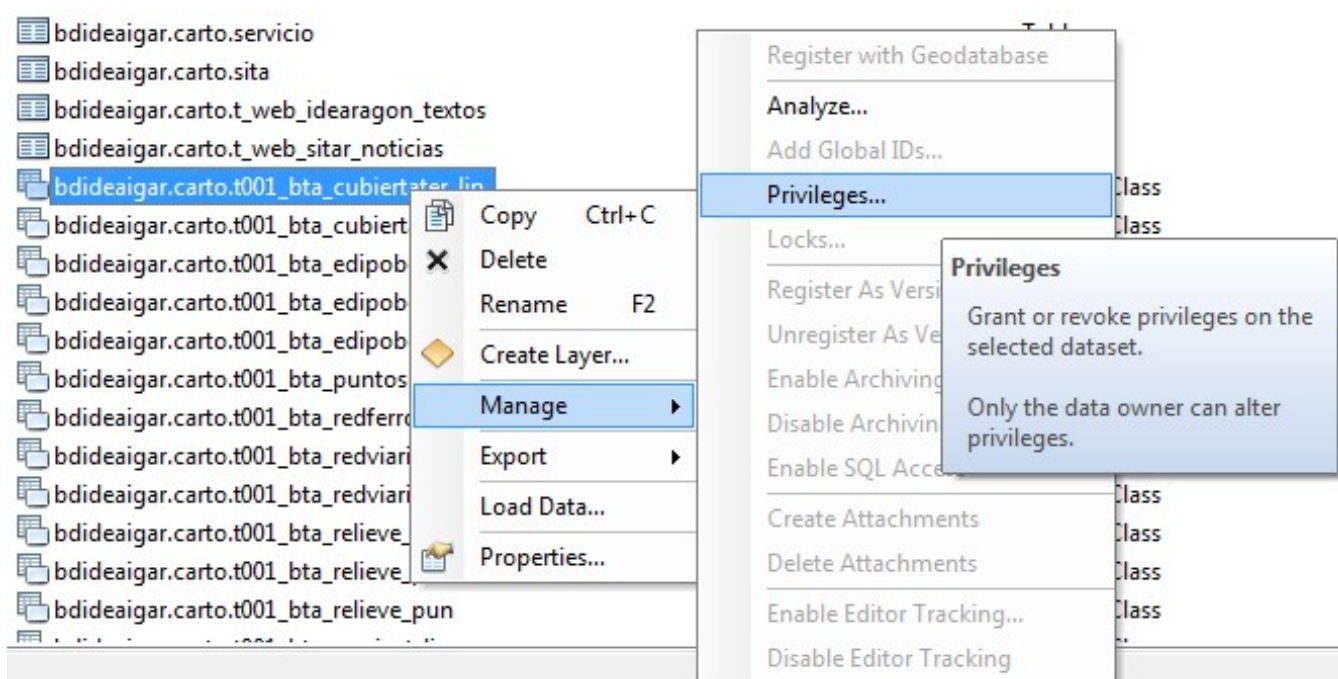 bdideaigar.carto.servicio
bdideaigar.carto.sita
bdideaigar.carto.t_web_idearagon_textos
bdideaigar.carto.t_web_sitar_noticias
bdideaigar.carto.t001_bta_cubiertater_lin
bdideaigar.carto.t001_bta_cubiert
bdideaigar.carto.t001_bta_edipob
bdideaigar.carto.t001_bta_edipob
bdideaigar.carto.t001_bta_edipob
bdideaigar.carto.t001_bta_puntos
bdideaigar.carto.t001_bta_redferro
bdideaigar.carto.t001_bta_redviari
bdideaigar.carto.t001_bta_redviari
bdideaigar.carto.t001_bta_relieve_
bdideaigar.carto.t001_bta_relieve_
bdideaigar.carto.t001_bta_relieve_pun
Copy Ctrl+C
Delete
Rename F2
Create Layer...
Manage
Export
Load Data...
Properties...
Register with Geodatabase
Analyze...
Add Global IDs...
Privileges...
Locks...
Register As Versi
Unregister As Ve
Enable Archiving
Disable Archivin
Enable SQL Access
Create Attachments
Delete Attachments
Enable Editor Tracking...
Disable Editor Tracking
Privileges
Grant or revoke privileges on the
selected dataset.
Only the data owner can alter
privileges.
Class
Class
Class
Class
Class
Class